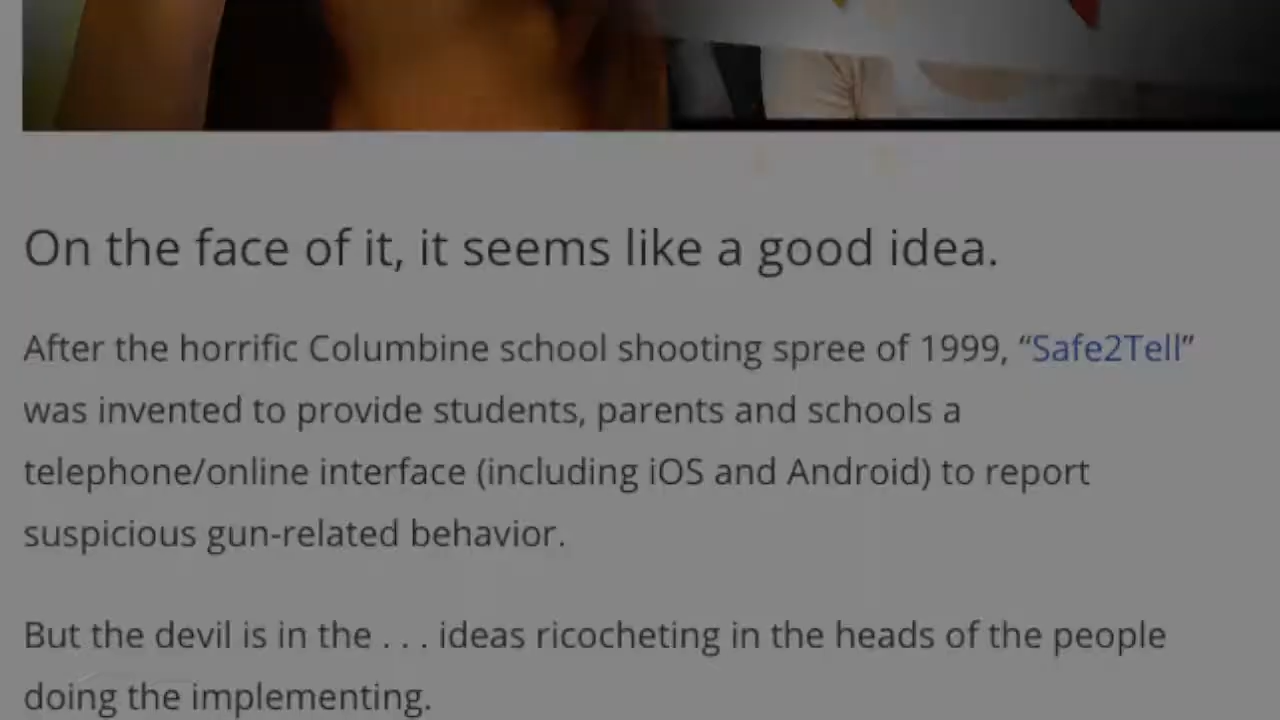 On the face of it, it seems like a good idea.
After the horrific Columbine school shooting spree of 1999, “Safe2Tell”
was invented to provide students, parents and schools a
telephone/online interface (including iOS and Android) to report
suspicious gun-related behavior.
But the devil is in the . . . ideas ricocheting in the heads of the people
doing the implementing.